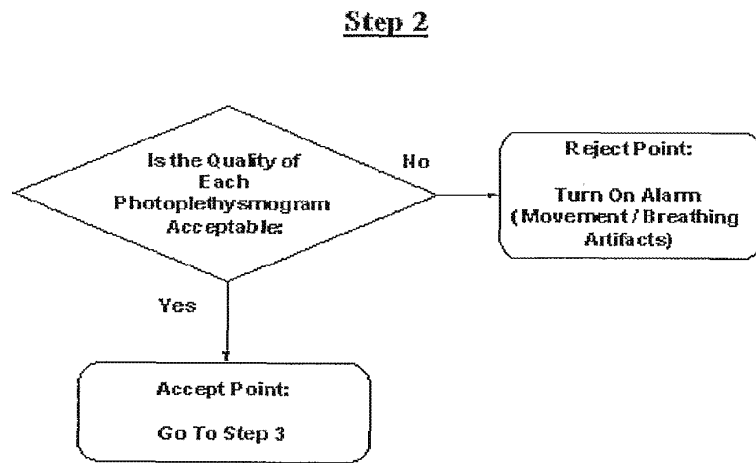 Step 2
Is the Quality of
Each
Photoplethysmogram
Acceptable:
No
Reject Point:
Turn On Alarm
(Movement / Breathing
Artifacts)
Yes
Accept Point:
Go To Step 3